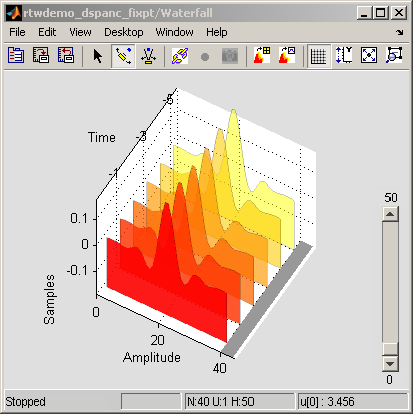 rtwdemo_dspanc_fixpt/Waterfall
File Edit View Desktop Window Help
-5
Time
-3
-1
50
0.1
0
-0.1
Samples
0
20
40
Amplitude
0
Stopped
N:40 U:1 H:50
u[0] : 3.456